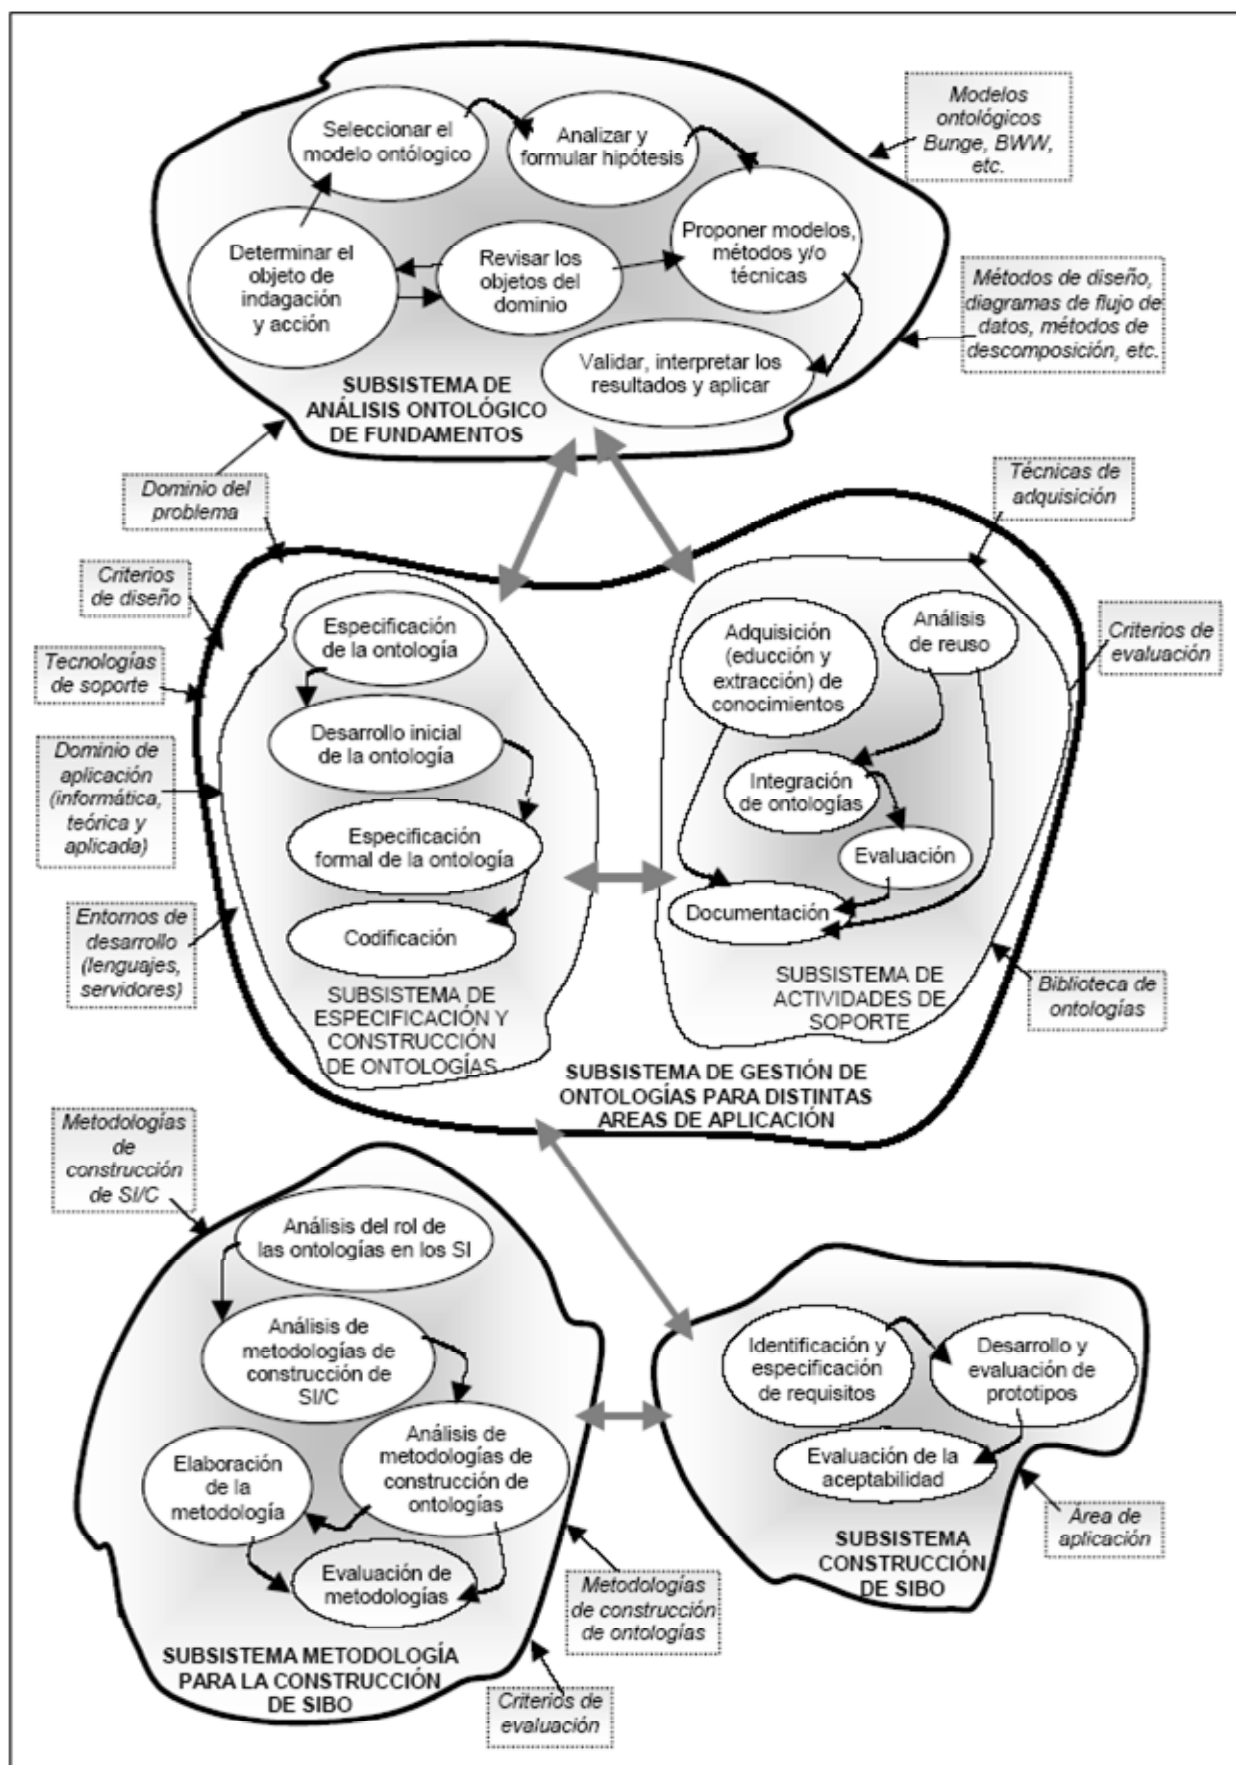 Seleccionar el
modelo ontólogico
Analizar y
formular hipótesis
Modelos
ontológicos
Bunge, BWW,
etc.
Determinar el
objeto de
indagación
y acción
Revisar los
objetos del
dominio
Proponer modelos,
métodos y/o
técnicas
Métodos de diseño,
diagramas de flujo de
datos, métodos de
descomposición, etc.
Validar, interpretar los
resultados y aplicar
SUBSISTEMA DE
ANÁLISIS ONTOLÓGICO
DE FUNDAMENTOS
Dominio del
problema
Técnicas de
adquisición
Criterios
de diseño
Tecnologías
de soporte
Dominio de
aplicación
(informática,
teórica y
aplicada)
Entornos de
desarrollo
(lenguajes,
servidores)
Especificación
de la ontología
Desarrollo inicial
de la ontología
Especificación
formal de la ontología
Codificación
SUBSISTEMA DE
ESPECIFICACIÓN Y
CONSTRUCCIÓN
DE ONTOLOGÍAS
Adquisición
(educción y
extracción) de
conocimientos
Análisis
de reuso
Criterios de
evaluación
Integración
de ontologías
Evaluación
Documentación
SUBSISTEMA DE
ACTIVIDADES DE
SOPORTE
Biblioteca de
ontologías
SUBSISTEMA DE GESTIÓN DE
ONTOLOGÍAS PARA DISTINTAS
AREAS DE APLICACIÓN
Metodologías
de
construcción
de SI/C
Análisis del rol de
las ontologías en los SI
Análisis de
metodologías de
construcción de
SI/C
Análisis de
metodologías de
construcción de
ontologías
Elaboración
de la
metodología
Evaluación de
metodologías
SUBSISTEMA METODOLOGÍA
PARA LA CONSTRUCCIÓN
DE SIBO
Metodologías
de construcción
de ontologías
Criterios de
evaluación
Identificación y
especificación
de requisitos
Desarrollo y
evaluación de
prototipos
Evaluación de la
aceptabilidad
SUBSISTEMA
CONSTRUCCIÓN
DE SIBO
Área de
aplicación